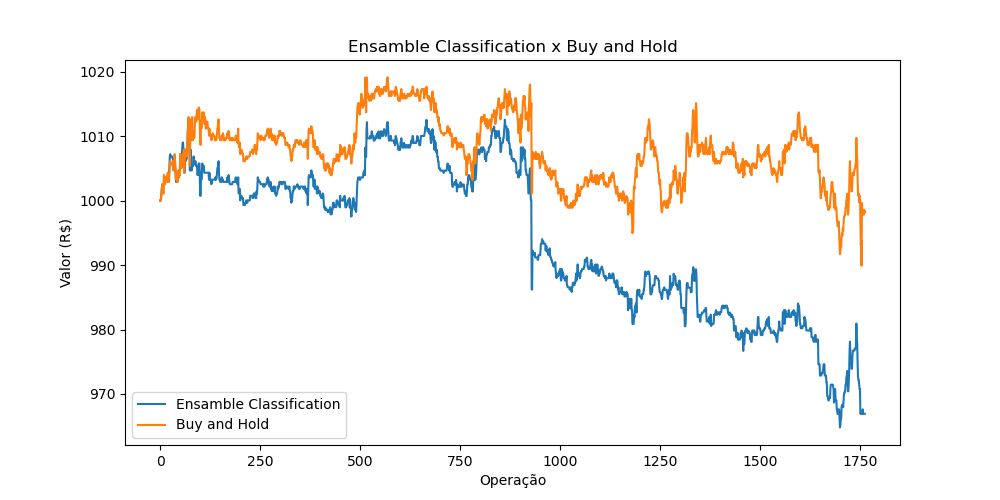 Ensamble Classification x Buy and Hold
1020
1010
1000
990
980
970
Valor (R$)
Ensamble Classification
Buy and Hold
0
250
500
750
1000
1250
1500
1750
Operação